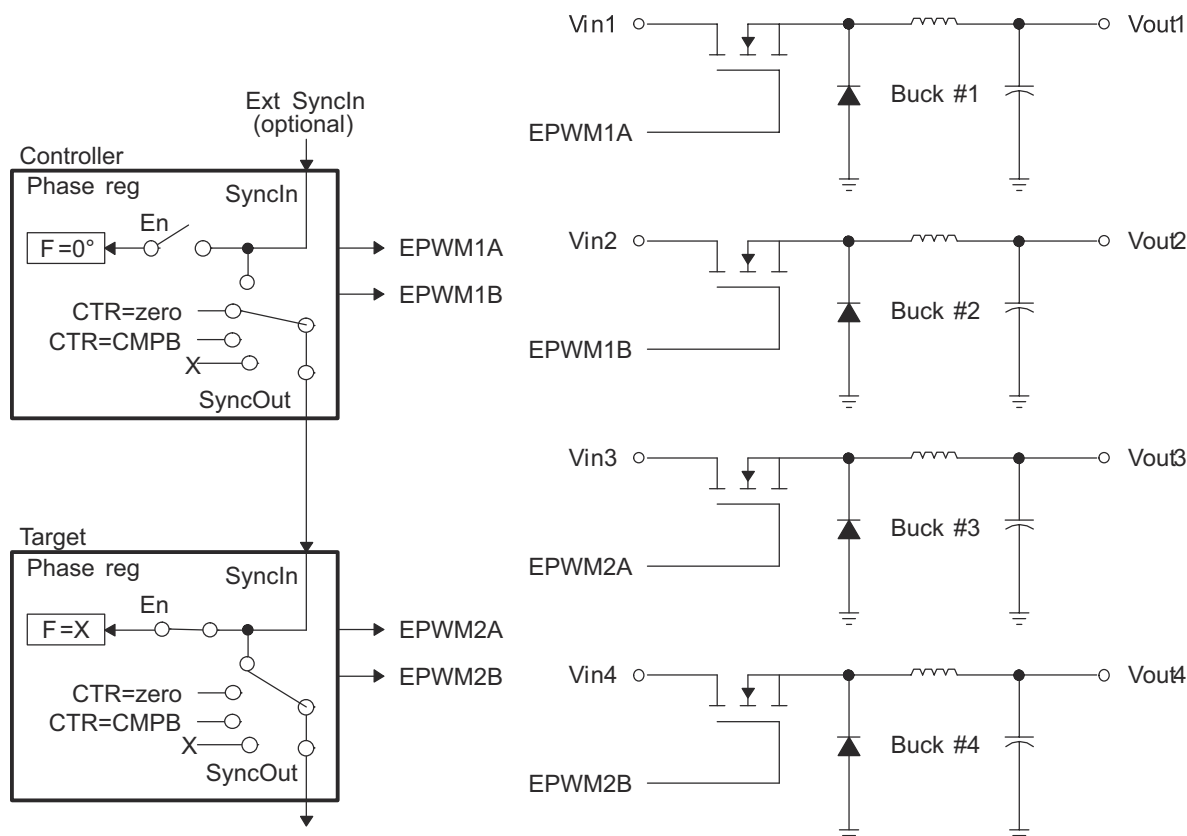 Ext SyncIn
(optional)
Controller
Phase reg
SyncIn
En
F=0°
CTR=zero
CTR=CMPB
X
SyncOut
EPWM1A
EPWM1B
Target
Phase reg
SyncIn
En
F=X
CTR=zero
CTR=CMPB
X
SyncOut
EPWM2A
EPWM2B
Vin1
Vout1
Buck #1
EPWM1A
Vin2
Vout2
Buck #2
EPWM1B
Vin3
Vout3
Buck #3
EPWM2A
Vin4
Vout4
Buck #4
EPWM2B